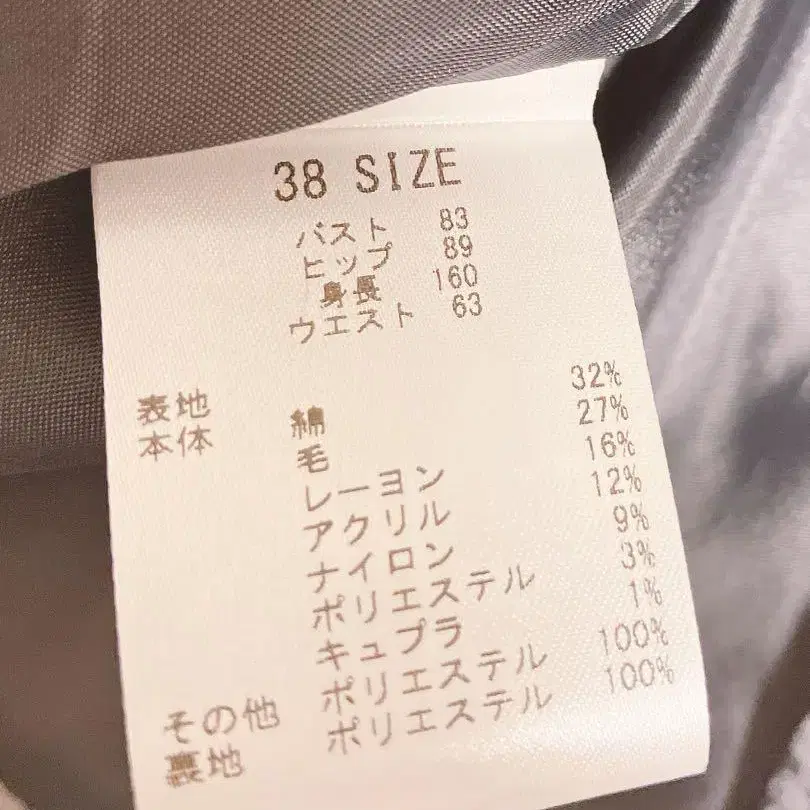 38 SIZE
バスト 83
ヒップ 89
身長 160
ウエスト 63
表地 綿 32%
本体 毛 27%
レーヨン 16%
アクリル 12%
ナイロン 9%
ポリエステル 3%
キュプラ 1%
その他 ポリエステル 100%
裏地 ポリエステル 100%